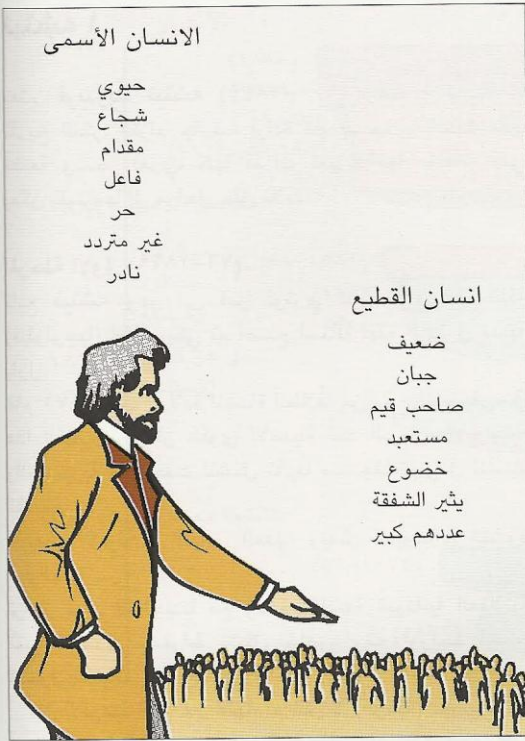 الانسان الأسمى
حيوي
شجاع
مقدام
فاعل
حر
غير متردد
نادر
انسان القطيع
ضعيف
جبان
صاحب قيم
مستعبد
خضوع
يثير الشفقة
عددهم كبير